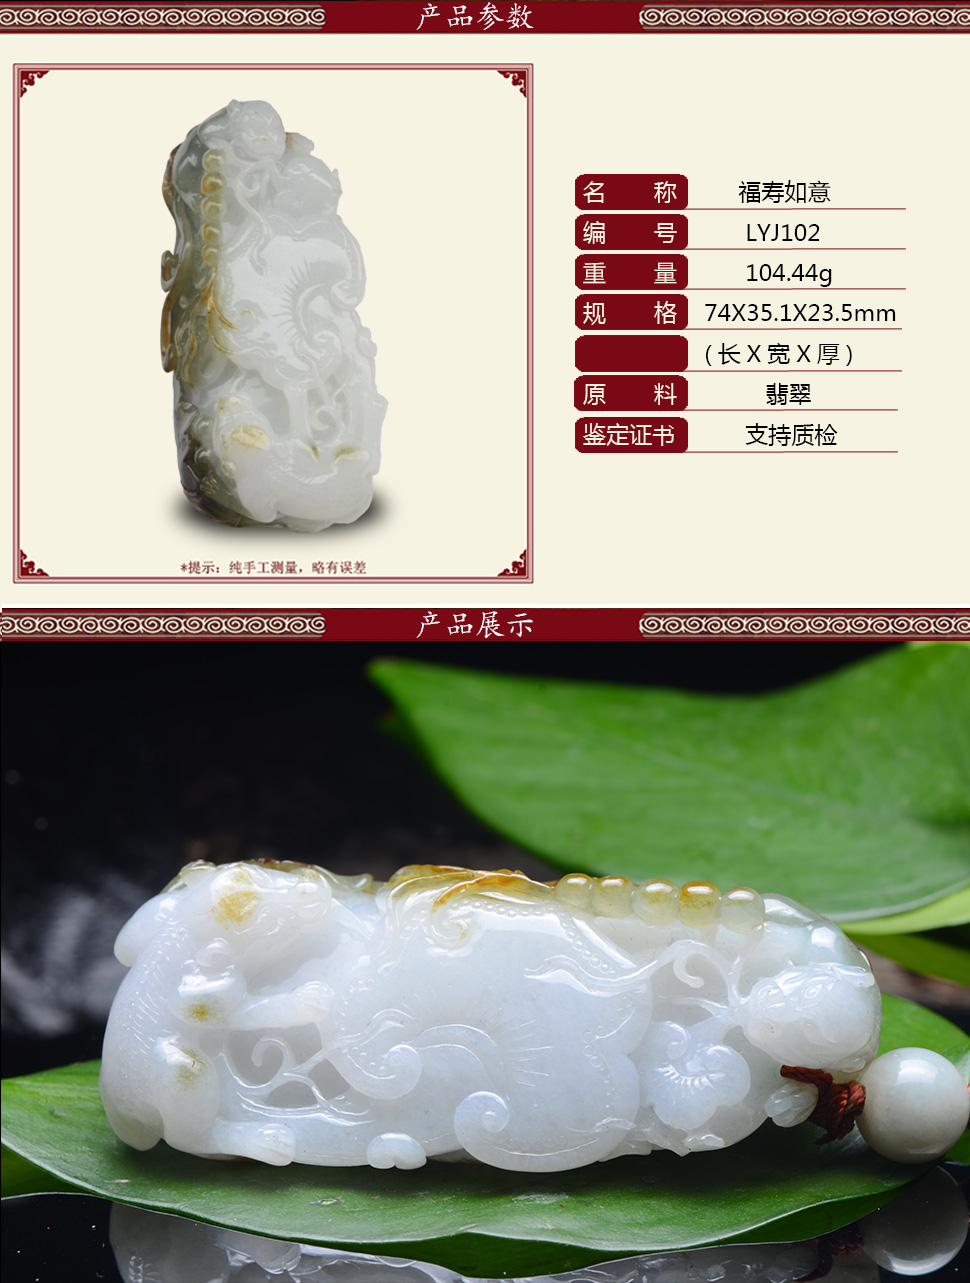 产品参数
名 称 福寿如意
编 号 LYJ102
重 量 104.44g
规 格 74X35.1X23.5mm
(长X宽X厚)
原 料 翡翠
鉴定证书 支持质检
*提示：纯手工测量，略有误差
产品展示